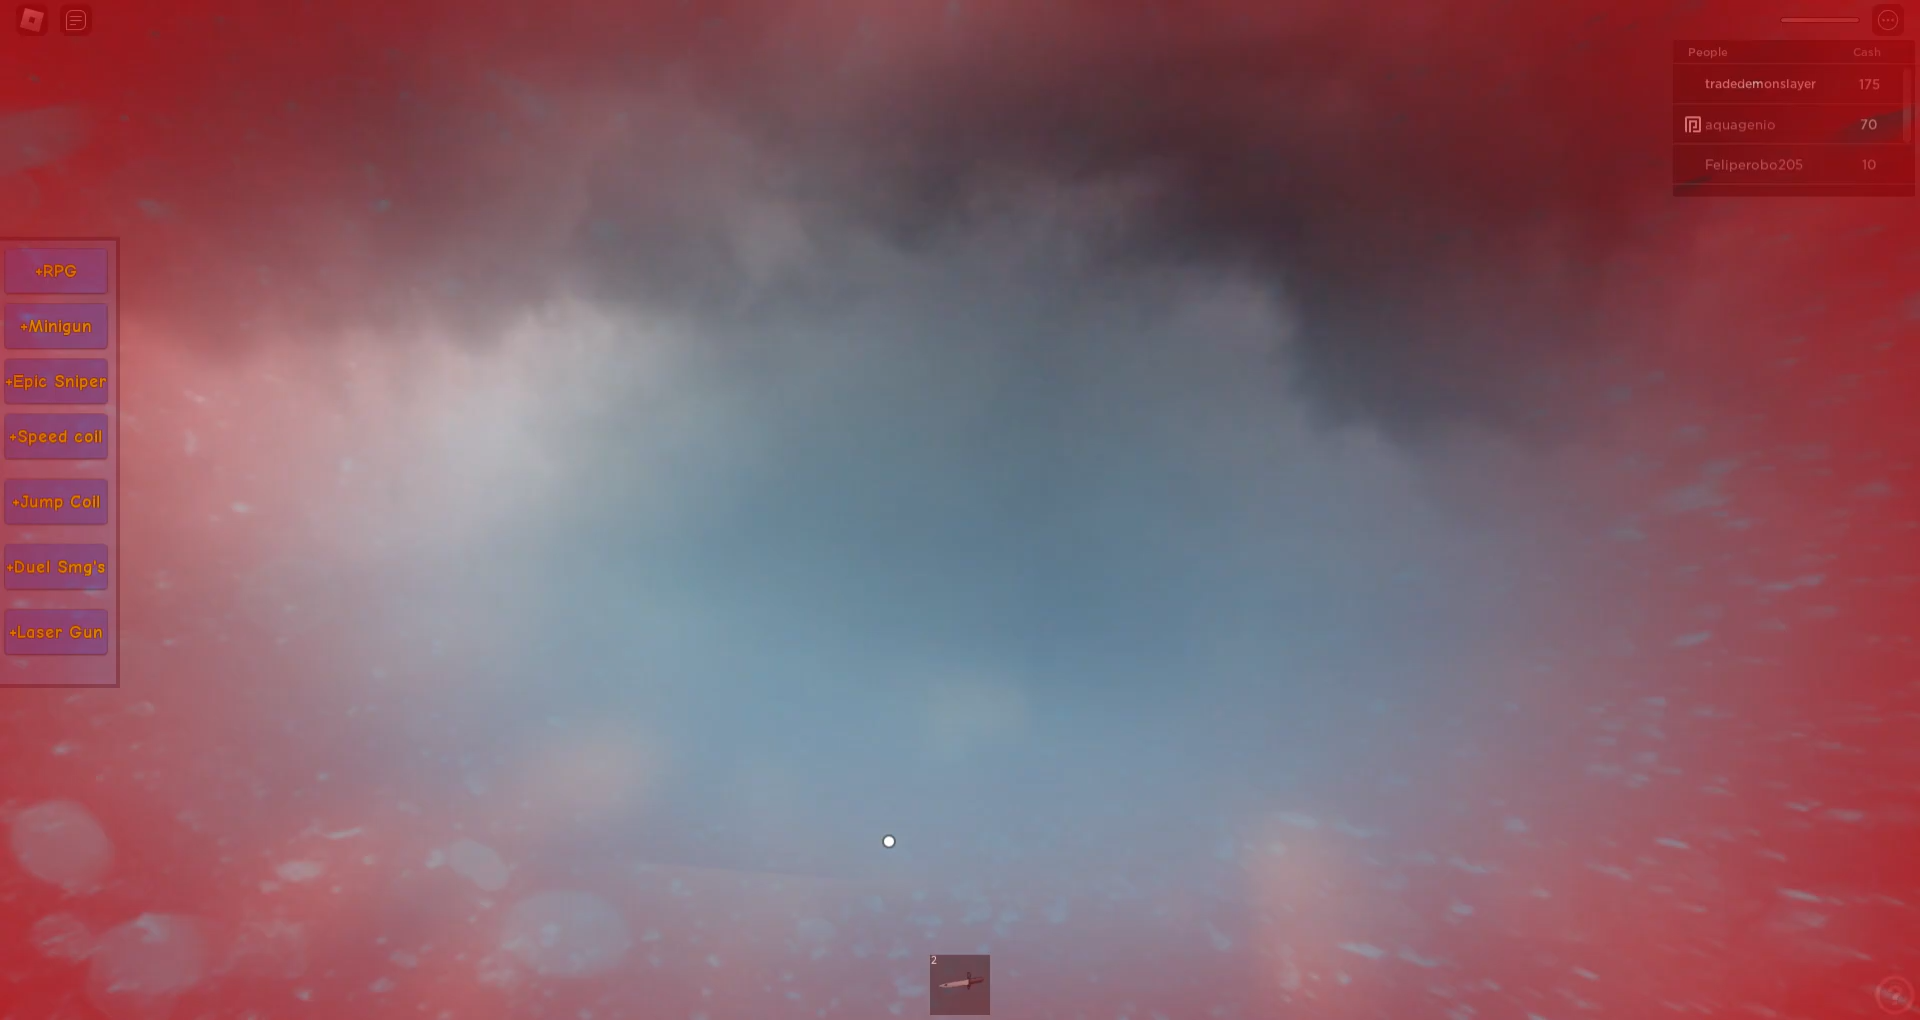 People Cash
tradedemonslayer 175
aquagenio 70
Feliperobo205 10
+RPG
+Minigun
+Epic Sniper
+Speed coil
+Jump Coil
+Duel Smg's
+Laser Gun
2